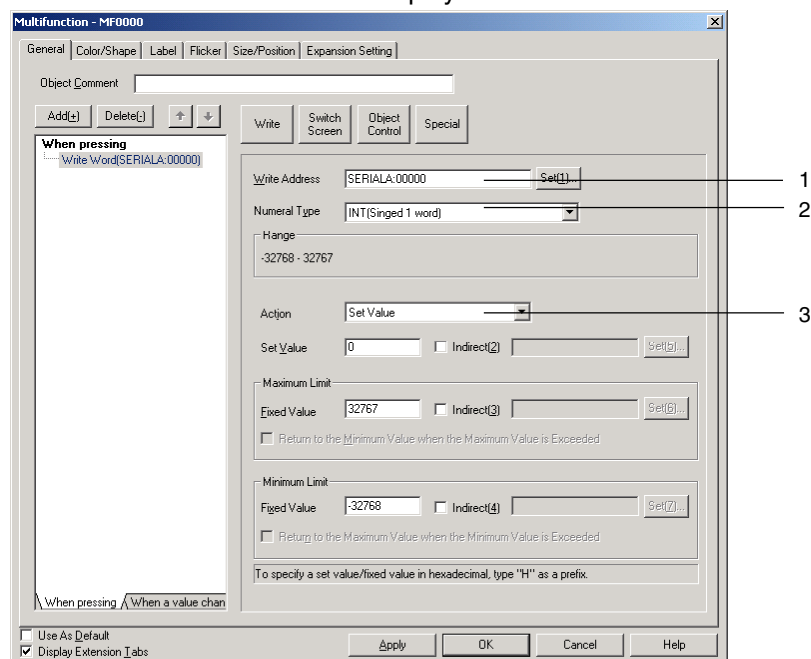 Multifunction - MF0000
General Color/Shape Label Flicker Size/Position Expansion Setting
Object Comment
Add(+) Delete(-)
Write Switch Screen Object Control Special
When pressing
Write Word(SERIALA:00000)
Write Address SERIALA:00000 Set(1)... 1
Numeral Type INT(Singed 1 word) 2
Range
-32768 - 32767
Action Set Value 3
Set Value 0 Indirect(2) Set(5)...
Maximum Limit
Fixed Value 32767 Indirect(3) Set(6)...
Return to the Minimum Value when the Maximum Value is Exceeded
Minimum Limit
Fixed Value -32768 Indirect(4) Set(7)...
Return to the Maximum Value when the Minimum Value is Exceeded
To specify a set value/fixed value in hexadecimal, type "H" as a prefix.
When pressing When a value chan
Use As Default
Display Extension Tabs
Apply OK Cancel Help